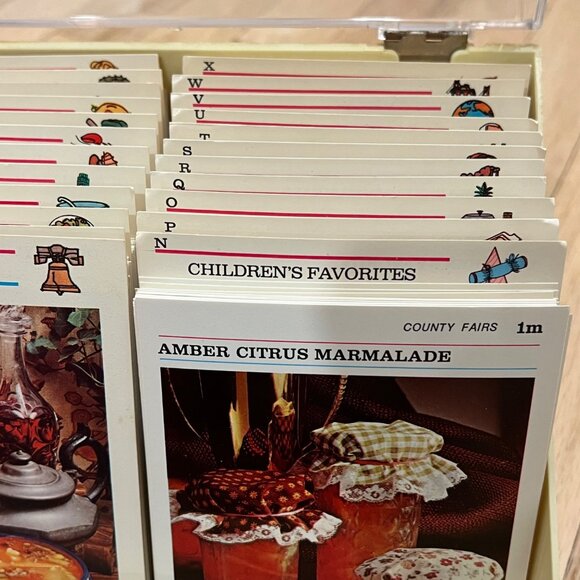 X
W
V
U
T
S
R
Q
O
P
N
CHILDREN'S FAVORITES
COUNTY FAIRS 1m
AMBER CITRUS MARMALADE